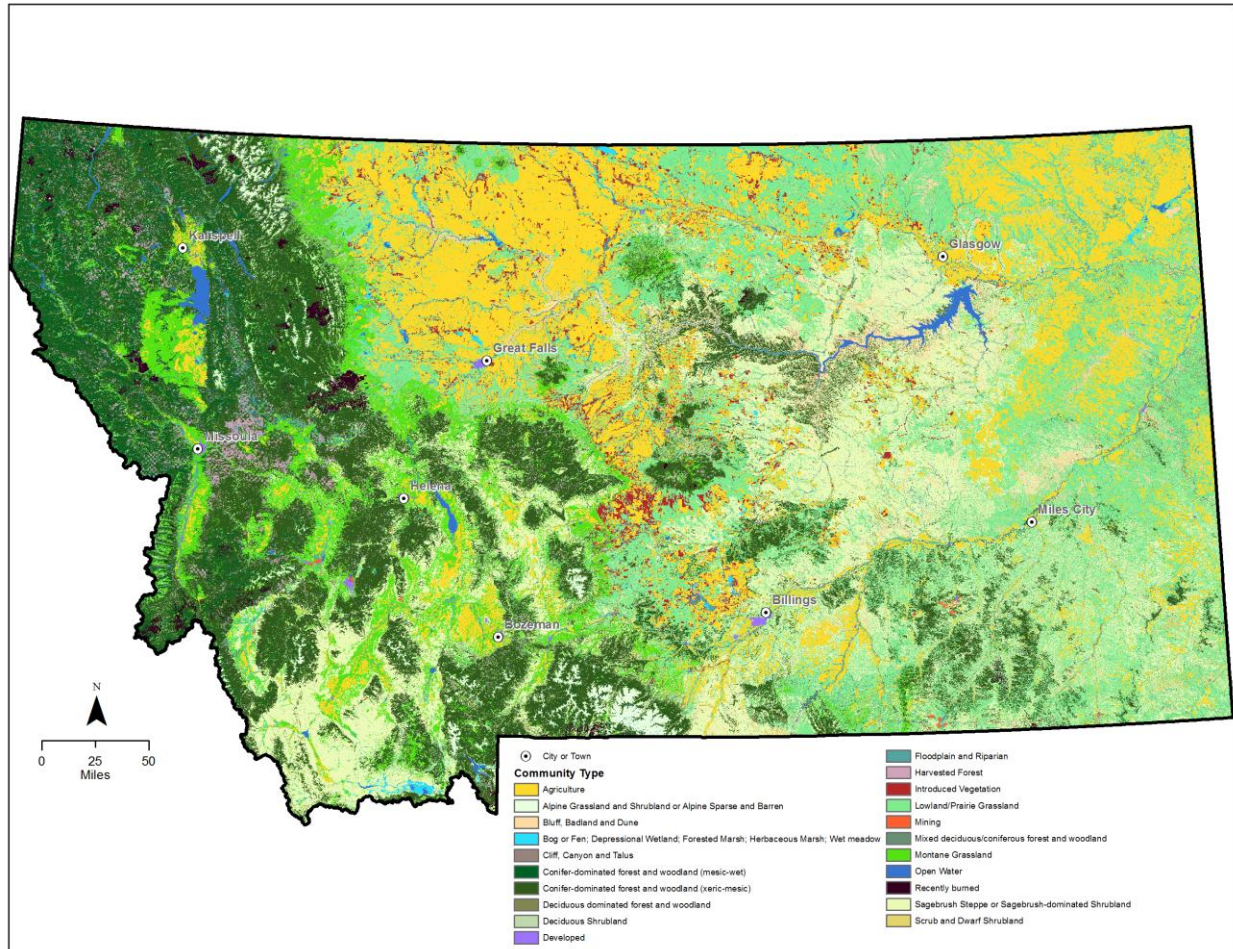 Kalispell
Glasgow
Great Falls
Missoula
Helena
Miles City
Billings
Bozeman
N
0 25 50
Miles
City or Town
Community Type
Agriculture
Alpine Grassland and Shrubland or Alpine Sparse and Barren
Bluff, Badland and Dune
Bog or Fen; Depressional Wetland; Forested Marsh; Herbaceous Marsh; Wet meadow
Cliff, Canyon and Talus
Conifer-dominated forest and woodland (mesic-wet)
Conifer-dominated forest and woodland (xeric-mesic)
Deciduous dominated forest and woodland
Deciduous Shrubland
Developed
Floodplain and Riparian
Harvested Forest
Introduced Vegetation
Lowland/Prairie Grassland
Mining
Mixed deciduous/coniferous forest and woodland
Montane Grassland
Open Water
Recently burned
Sagebrush Steppe or Sagebrush-dominated Shrubland
Scrub and Dwarf Shrubland